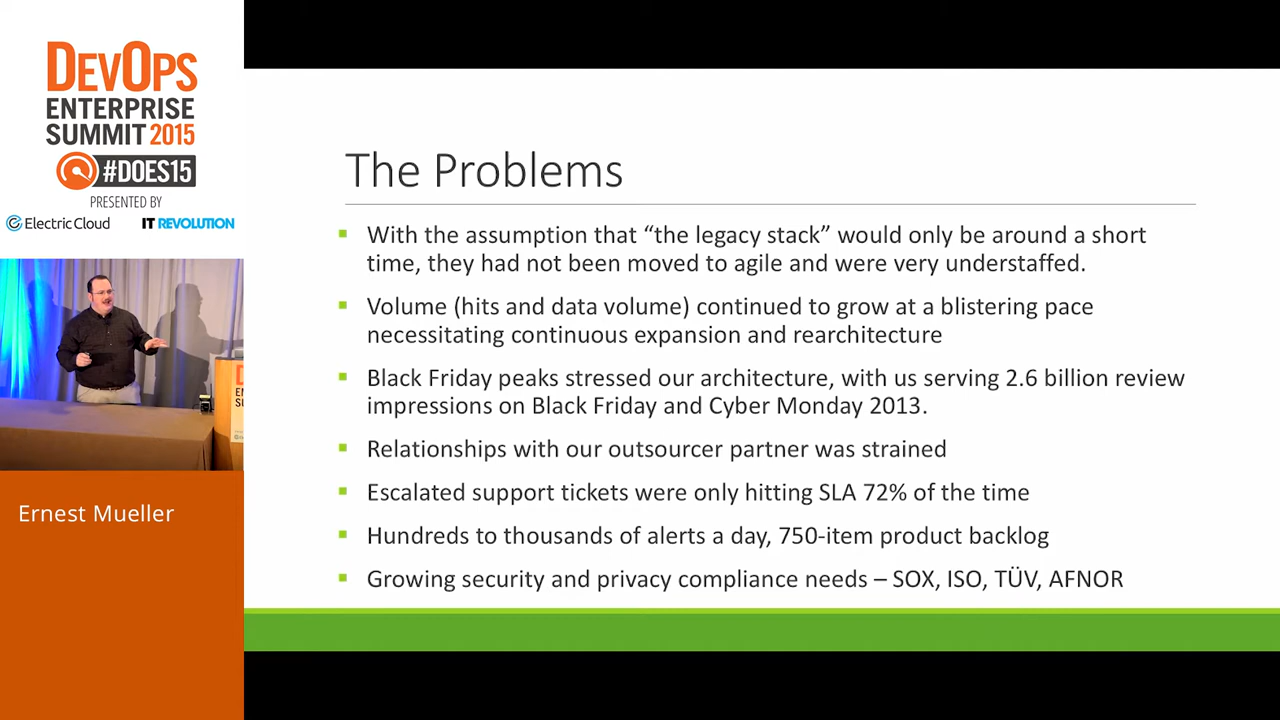 DEVOPS
ENTERPRISE
SUMMIT 2015
#DOES15
PRESENTED BY
Electric Cloud
IT REVOLUTION
Ernest Mueller
The Problems
With the assumption that “the legacy stack” would only be around a short
time, they had not been moved to agile and were very understaffed.
Volume (hits and data volume) continued to grow at a blistering pace
necessitating continuous expansion and rearchitecture
Black Friday peaks stressed our architecture, with us serving 2.6 billion review
impressions on Black Friday and Cyber Monday 2013.
Relationships with our outsourcer partner was strained
Escalated support tickets were only hitting SLA 72% of the time
Hundreds to thousands of alerts a day, 750-item product backlog
Growing security and privacy compliance needs – SOX, ISO, TÜV, AFNOR